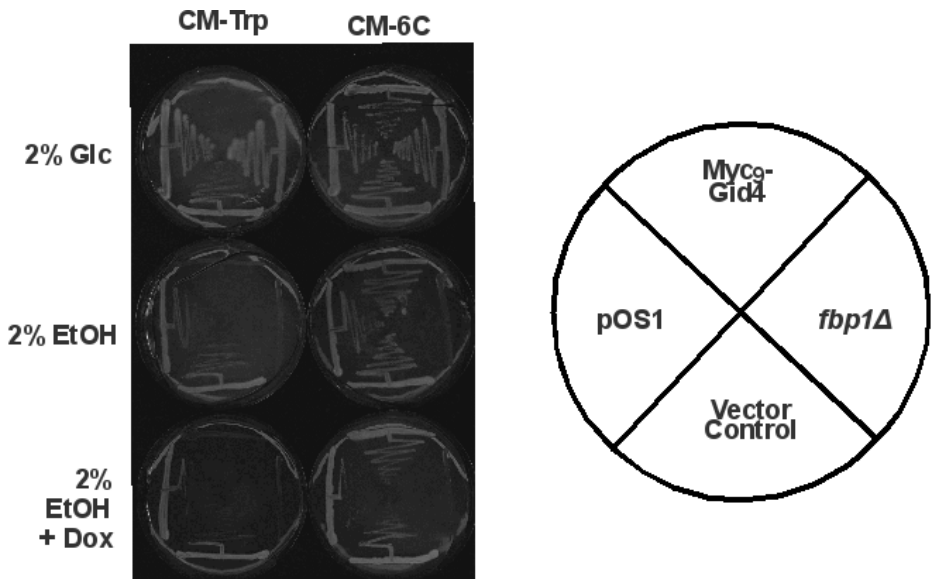 CM-Trp CM-6C
2% Glc
2% EtOH
2%
EtOH
+ Dox
Myc9-
Gid4
pOS1
fbp1Δ
Vector
Control